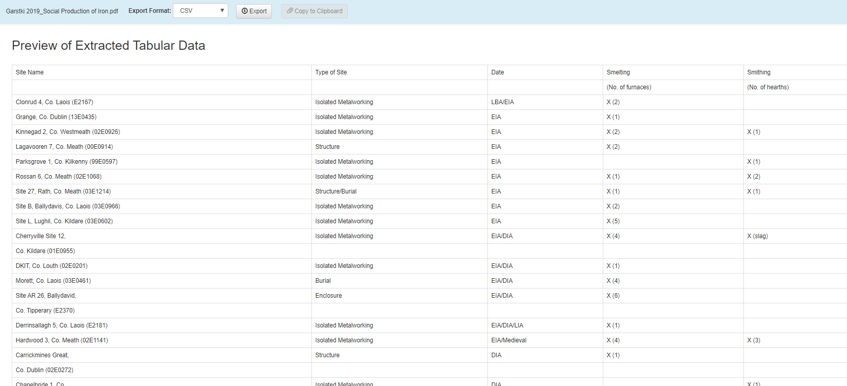 Garstki 2019_Social Production of Iron.pdf Export Format: CSV Export Copy to Clipboard
Preview of Extracted Tabular Data
Site Name Type of Site Date Smelting Smithing
(No. of furnaces) (No. of hearths)
Clonrud 4, Co. Laois (E2167) Isolated Metalworking LBA/EIA X (2)
Grange, Co. Dublin (13E0435) Isolated Metalworking EIA X (1)
Kinnegad 2, Co. Westmeath (02E0926) Isolated Metalworking EIA X (2) X (1)
Lagavooren 7, Co. Meath (00E0914) Structure EIA X (2)
Parksgrove 1, Co. Kilkenny (99E0597) Isolated Metalworking EIA X (1)
Rossan 6, Co. Meath (02E1068) Isolated Metalworking EIA X (1) X (2)
Site 27, Rath, Co. Meath (03E1214) Structure/Burial EIA X (1) X (1)
Site B, Ballydavis, Co. Laois (03E0966) Isolated Metalworking EIA X (2)
Site L, Lughil, Co. Kildare (03E0602) Isolated Metalworking EIA X (5)
Cherryville Site 12, Isolated Metalworking EIA/DIA X (4) X (slag)
Co. Kildare (01E0955)
DKIT, Co. Louth (02E0201) Isolated Metalworking EIA/DIA X (1)
Morett, Co. Laois (03E0461) Burial EIA/DIA X (4)
Site AR 26, Ballydavid, Enclosure EIA/DIA X (6)
Co. Tipperary (E2370)
Derrinsallagh 5, Co. Laois (E2181) Isolated Metalworking EIA/DIA/LIA X (1)
Hardwood 3, Co. Meath (02E1141) Isolated Metalworking EIA/Medieval X (4) X (3)
Carrickmines Great, Structure DIA X (1)
Co. Dublin (02E0272)
Chapelbride 1, Co. Isolated Metalworking DIA X (1)